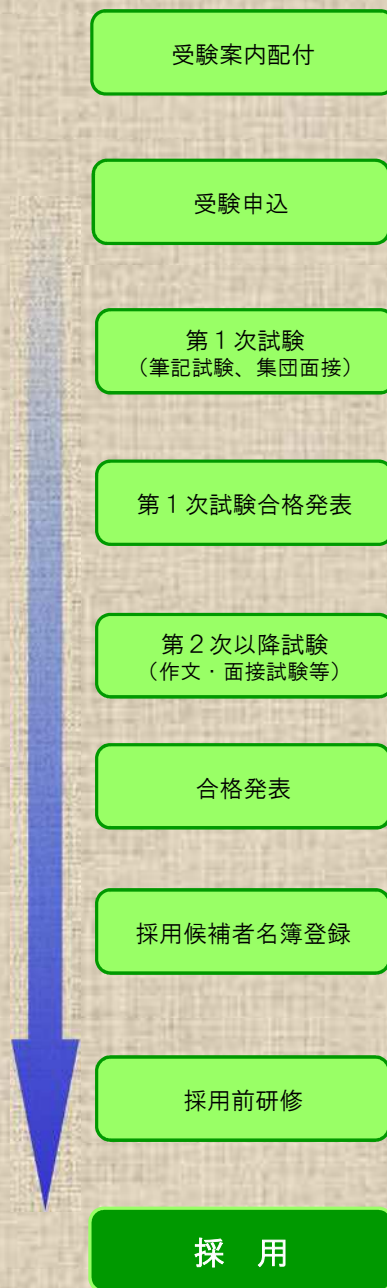 受験案内配付
受験申込
第１次試験
（筆記試験、集団面接）
第１次試験合格発表
第２次以降試験
（作文・面接試験等）
合格発表
採用候補者名簿登録
採用前研修
採　用